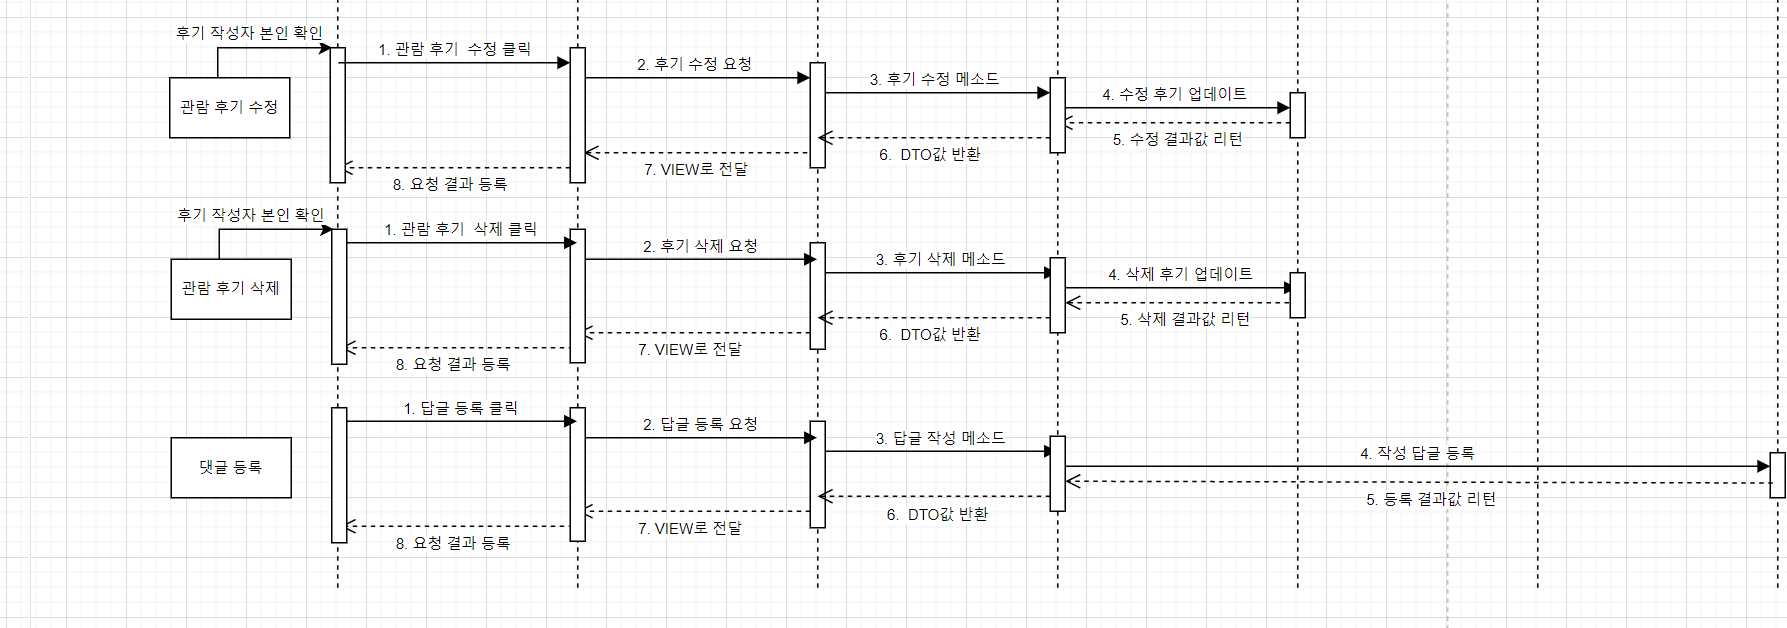 후기 작성자 본인 확인
1. 관람 후기 수정 클릭
2. 후기 수정 요청
3. 후기 수정 메소드
4. 수정 후기 업데이트
관람 후기 수정
5. 수정 결과값 리턴
6. DTO값 반환
7. VIEW로 전달
8. 요청 결과 등록
후기 작성자 본인 확인
1. 관람 후기 삭제 클릭
2. 후기 삭제 요청
3. 후기 삭제 메소드
4. 삭제 후기 업데이트
관람 후기 삭제
5. 삭제 결과값 리턴
6. DTO값 반환
7. VIEW로 전달
8. 요청 결과 등록
1. 답글 등록 클릭
2. 답글 등록 요청
3. 답글 작성 메소드
4. 작성 답글 등록
댓글 등록
5. 등록 결과값 리턴
6. DTO값 반환
7. VIEW로 전달
8. 요청 결과 등록